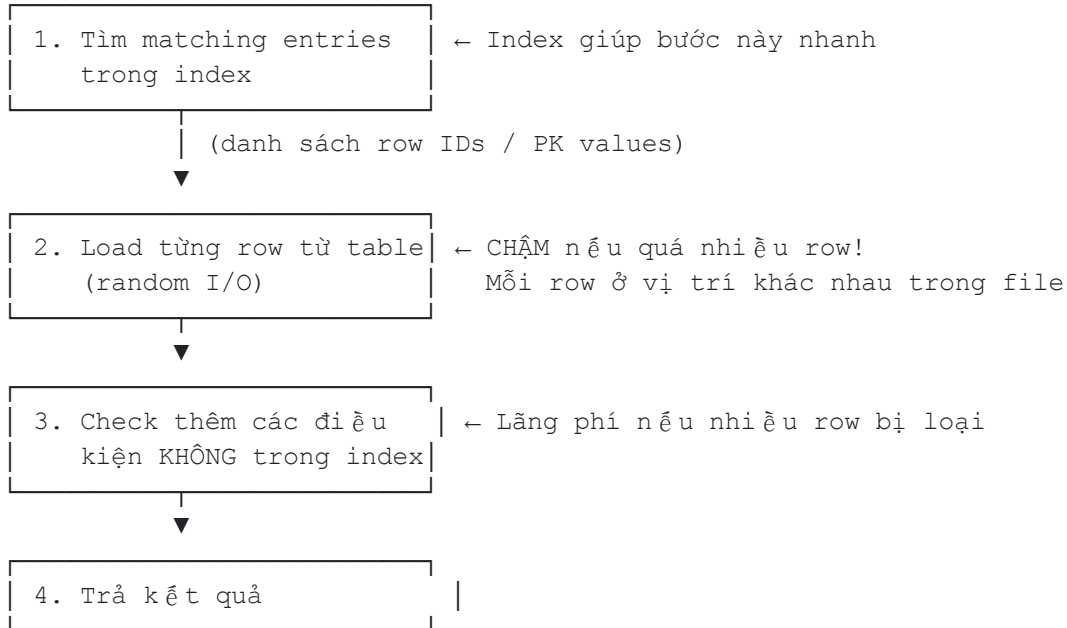 1. Tìm matching entries ← Index giúp bước này nhanh
trong index
(danh sách row IDs / PK values)
2. Load từng row từ table ← CHẬM nếu quá nhiều row!
(random I/O) Mỗi row ở vị trí khác nhau trong file
3. Check thêm các điều ← Lãng phí nếu nhiều row bị loại
kiện KHÔNG trong index
4. Trả kết quả